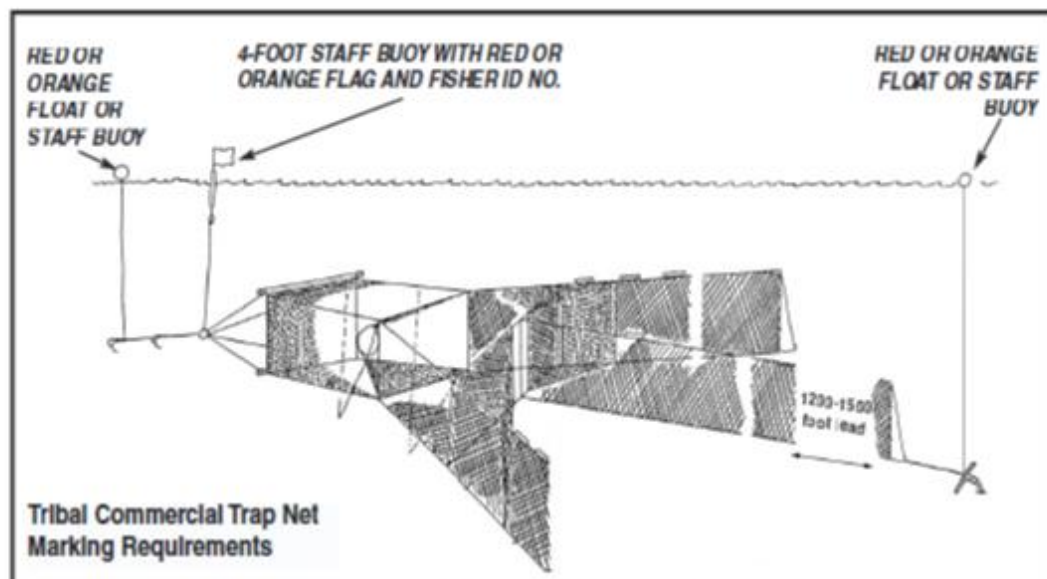 RED OR
ORANGE
FLOAT OR
STAFF BUOY
4-FOOT STAFF BUOY WITH RED OR
ORANGE FLAG AND FISHER ID NO.
RED OR ORANGE
FLOAT OR STAFF
BUOY
1200-1500
foot lead
Tribal Commercial Trap Net
Marking Requirements